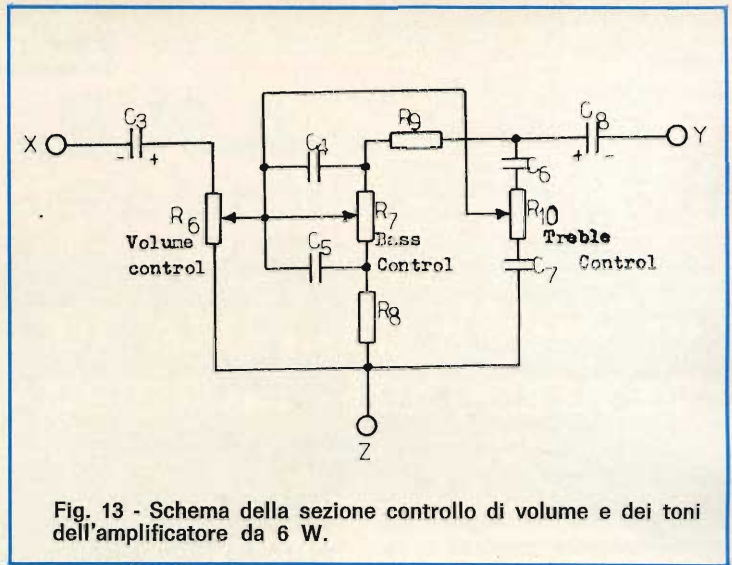 C3
C8
R9
X
- +
C4
+ -
Y
C6
R6
R7
R10
Volume
control
Bass
Control
Treble
Control
C5
C7
R8
Z
Fig. 13 - Schema della sezione controllo di volume e dei toni
dell'amplificatore da 6 W.